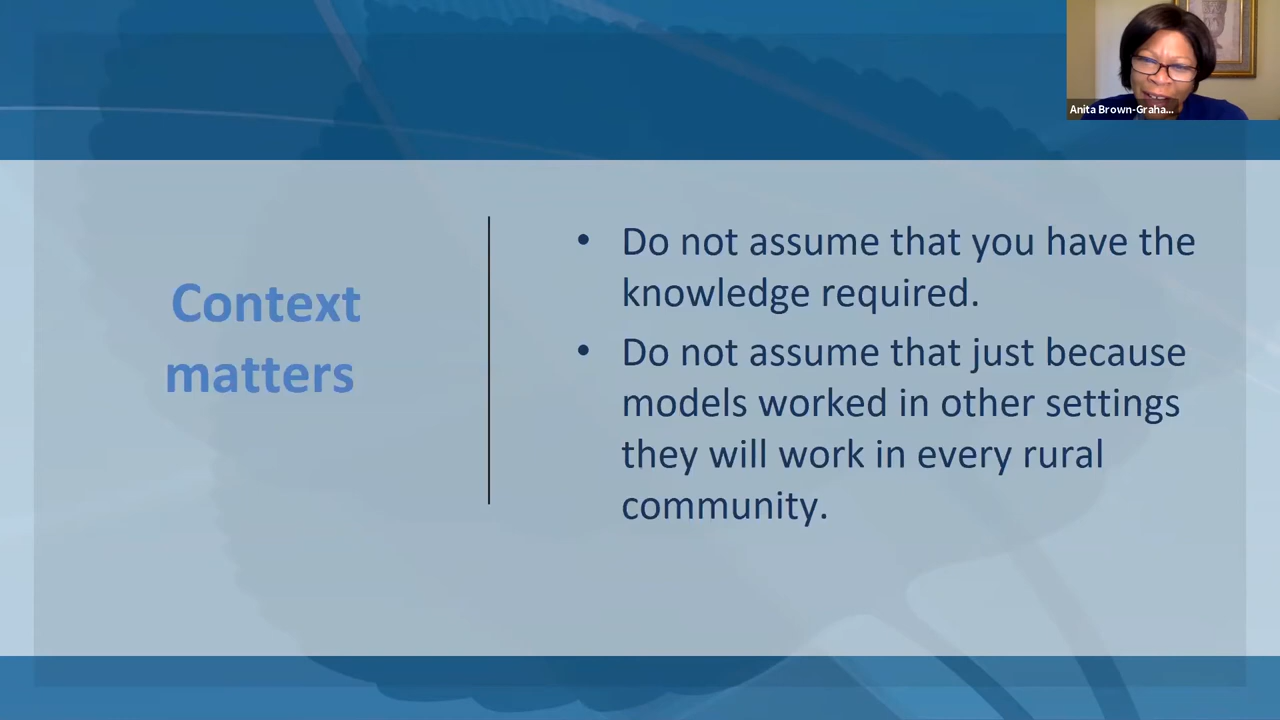 Anita Brown-Graha...
Context
matters
• Do not assume that you have the
knowledge required.
• Do not assume that just because
models worked in other settings
they will work in every rural
community.